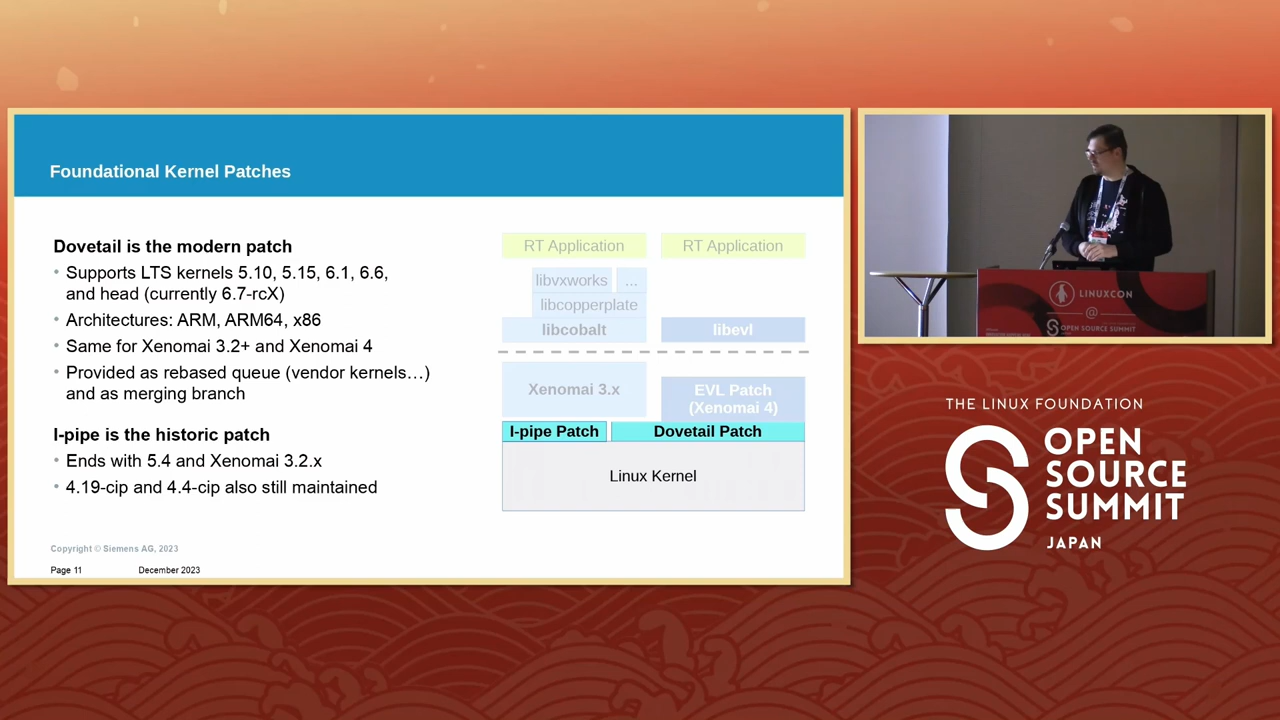 Foundational Kernel Patches
Dovetail is the modern patch
• Supports LTS kernels 5.10, 5.15, 6.1, 6.6,
and head (currently 6.7-rcX)
• Architectures: ARM, ARM64, x86
• Same for Xenomai 3.2+ and Xenomai 4
• Provided as rebased queue (vendor kernels…)
and as merging branch
I-pipe is the historic patch
• Ends with 5.4 and Xenomai 3.2.x
• 4.19-cip and 4.4-cip also still maintained
RT Application
RT Application
libvxworks
...
libcopperplate
libcobalt
libevl
Xenomai 3.x
EVL Patch
(Xenomai 4)
I-pipe Patch
Dovetail Patch
Linux Kernel
Copyright © Siemens AG, 2023
Page 11
December 2023
LINUXCON
@
OPEN SOURCE SUMMIT
THE LINUX FOUNDATION
OPEN
SOURCE
SUMMIT
JAPAN